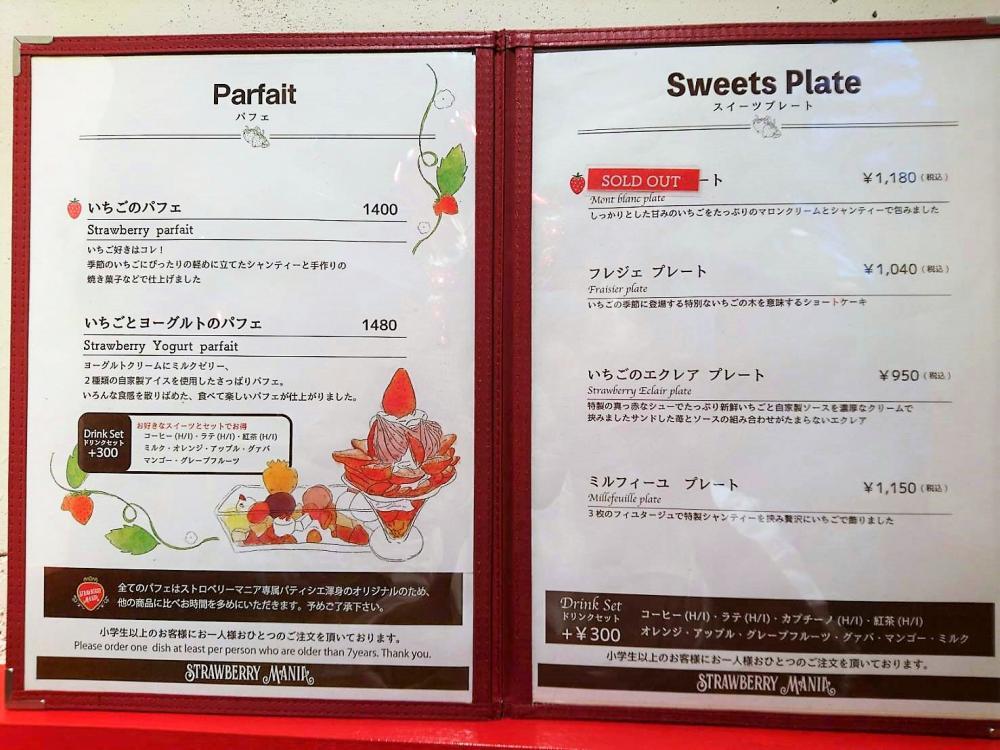 Parfait
パフェ
いちごのパフェ 1400
Strawberry parfait
いちご好きはコレ！
季節のいちごにぴったりの軽めに立てたシャンティーと手作りの
焼き菓子などで仕上げました
いちごとヨーグルトのパフェ 1480
Strawberry Yogurt parfait
ヨーグルトクリームにミルクゼリー、
２種類の自家製アイスを使用したさっぱりパフェ。
いろんな食感を散りばめた、食べて楽しいパフェが仕上がりました。
Drink Set
ドリンクセット
+300
お好きなスイーツとセットでお得
コーヒー (H/I)・ラテ (H/I)・紅茶 (H/I)
ミルク・オレンジ・アップル・グァバ
マンゴー・グレープフルーツ
STRAWBERRY MANIA
全てのパフェはストロベリーマニア専属パティシエ渾身のオリジナルのため、
他の商品に比べお時間を多めにいただきます。予めご了承下さい。
小学生以上のお客様にお一人様おひとつのご注文を頂いております。
Please order one dish at least per person who are older than 7years. Thank you.
STRAWBERRY MANIA
Sweets Plate
スイーツプレート
SOLD OUT ート ￥1,180（税込）
Mont blanc plate
しっかりとした甘みのいちごをたっぷりのマロンクリームとシャンティーで包みました
フレジェ プレート ￥1,040（税込）
Fraisier plate
いちごの季節に登場する特別ないちごの木を意味するショートケーキ
いちごのエクレア プレート ￥950（税込）
Strawberry Eclair plate
特製の真っ赤なシューでたっぷり新鮮いちごと自家製ソースを濃厚なクリームで
挟みましたサンドした苺とソースの組み合わせがたまらないエクレア
ミルフィーユ プレート ￥1,150（税込）
Millefeuille plate
３枚のフィユタージュで特製シャンティーを挟み贅沢にいちごで飾りました
Drink Set
ドリンクセット
+￥300
コーヒー (H/I)・ラテ (H/I)・カプチーノ (H/I)・紅茶 (H/I)
オレンジ・アップル・グレープフルーツ・グァバ・マンゴー・ミルク
小学生以上のお客様にお一人様おひとつのご注文を頂いております。
STRAWBERRY MANIA